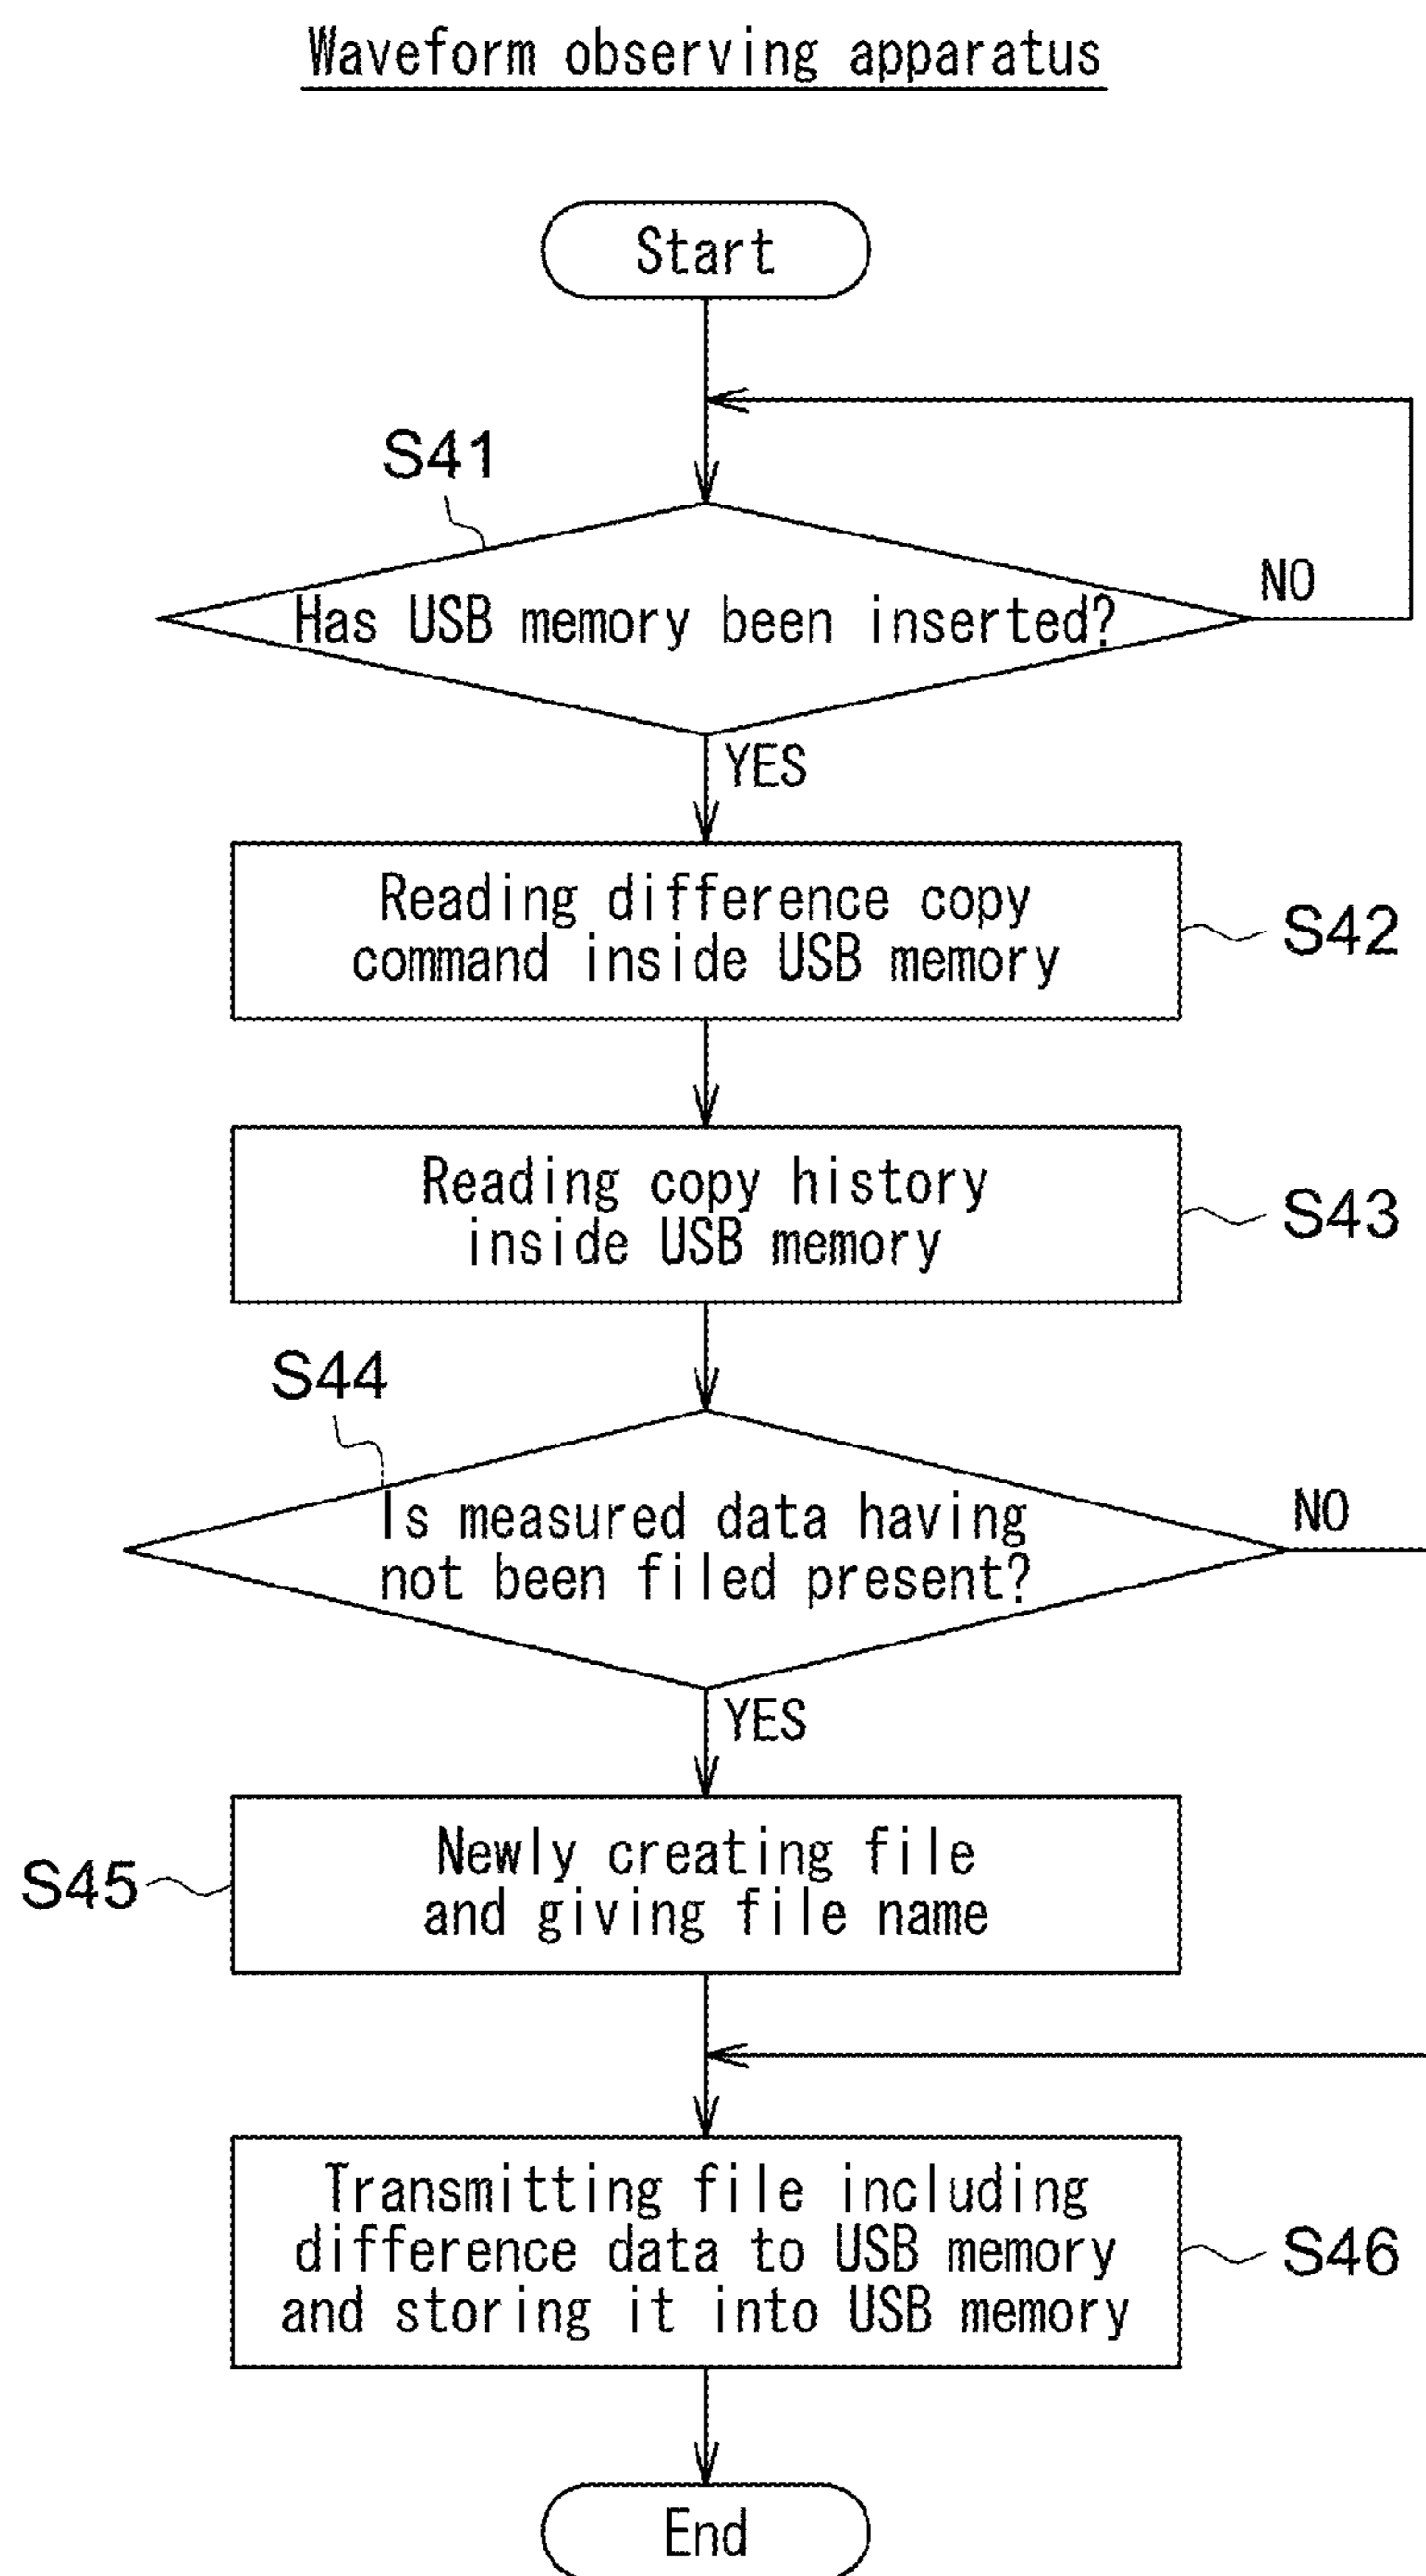 Waveform observing apparatus
Start
S41
Has USB memory been inserted?
NO
YES
Reading difference copy
command inside USB memory
S42
Reading copy history
inside USB memory
S43
S44
Is measured data having
not been filed present?
NO
YES
S45
Newly creating file
and giving file name
Transmitting file including
difference data to USB memory
and storing it into USB memory
S46
End